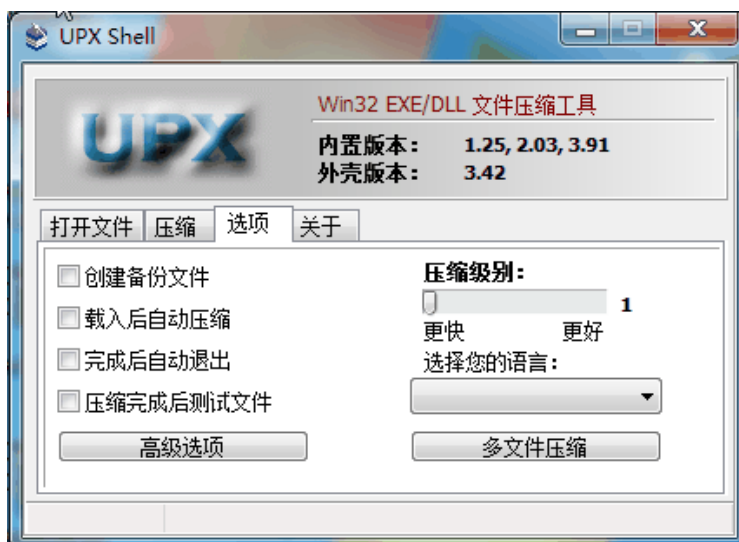 UPX Shell
UPX
Win32 EXE/DLL 文件压缩工具
内置版本： 1.25, 2.03, 3.91
外壳版本： 3.42
打开文件 压缩 选项 关于
创建备份文件
载入后自动压缩
完成后自动退出
压缩完成后测试文件
高级选项
压缩级别：
1
更快 更好
选择您的语言：
多文件压缩